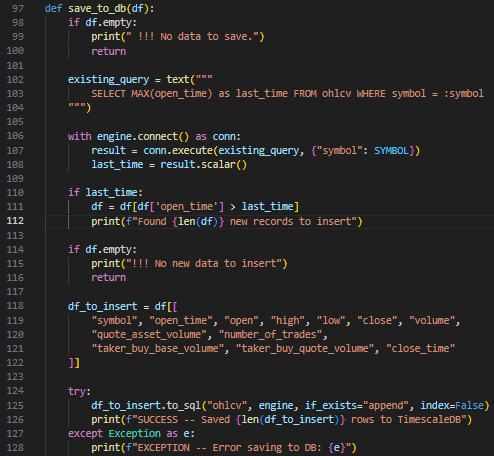 97 def save_to_db(df):
98 if df.empty:
99 print(" !!! No data to save.")
100 return
101
102 existing_query = text("""
103 SELECT MAX(open_time) as last_time FROM ohlcv WHERE symbol = :symbol
104 """)
105
106 with engine.connect() as conn:
107 result = conn.execute(existing_query, {"symbol": SYMBOL})
108 last_time = result.scalar()
109
110 if last_time:
111 df = df[df['open_time'] > last_time]
112 print(f"Found {len(df)} new records to insert")
113
114 if df.empty:
115 print("!!! No new data to insert")
116 return
117
118 df_to_insert = df[[
119 "symbol", "open_time", "open", "high", "low", "close", "volume",
120 "quote_asset_volume", "number_of_trades",
121 "taker_buy_base_volume", "taker_buy_quote_volume", "close_time"
122 ]]
123
124 try:
125 df_to_insert.to_sql("ohlcv", engine, if_exists="append", index=False)
126 print(f"SUCCESS -- Saved {len(df_to_insert)} rows to TimescaleDB")
127 except Exception as e:
128 print(f"EXCEPTION -- Error saving to DB: {e}")